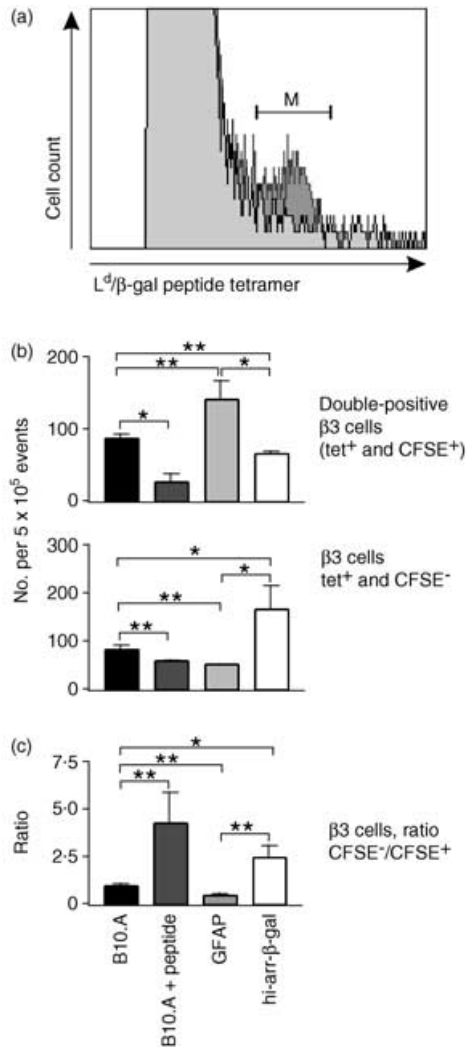 (a)
Cell count
M
L^d/β-gal peptide tetramer
(b)
No. per 5 x 10^5 events
200
100
0
**
**
*
*
Double-positive
β3 cells
(tet+ and CFSE+)
300
200
100
0
*
*
**
**
β3 cells
tet+ and CFSE-
(c)
Ratio
7·5
5·0
2·5
0
*
**
**
**
β3 cells, ratio
CFSE-/CFSE+
B10.A
B10.A + peptide
GFAP
hi-arr-β-gal